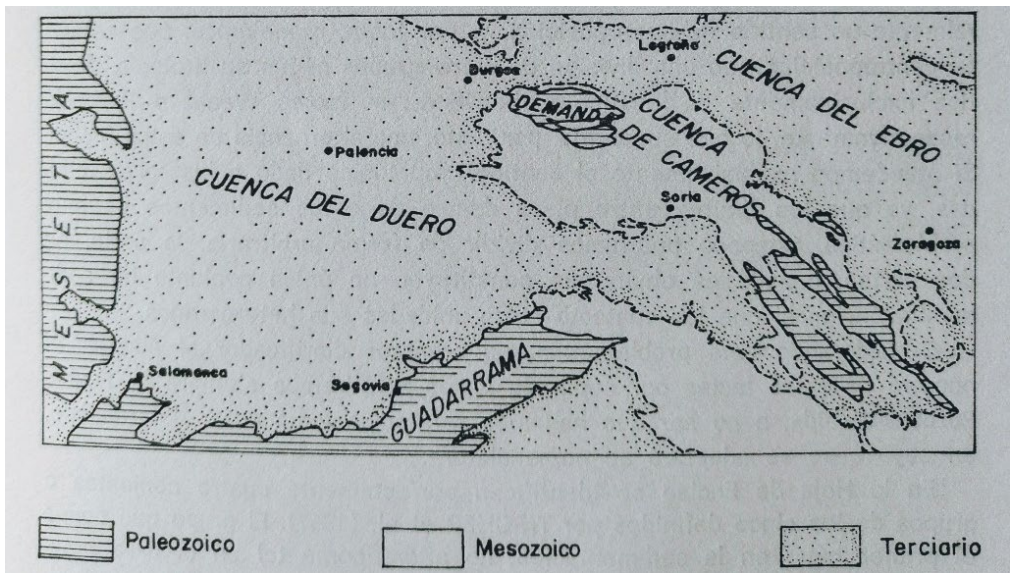 Logroño
Burgos
CUENCA DEL EBRO
DEMANDA
CUENCA
DE CAMEROS
Palencia
CUENCA DEL DUERO
Soria
Zaragoza
MESETA
Salamanca
Segovia
GUADARRAMA
Paleozoico
Mesozoico
Terciario